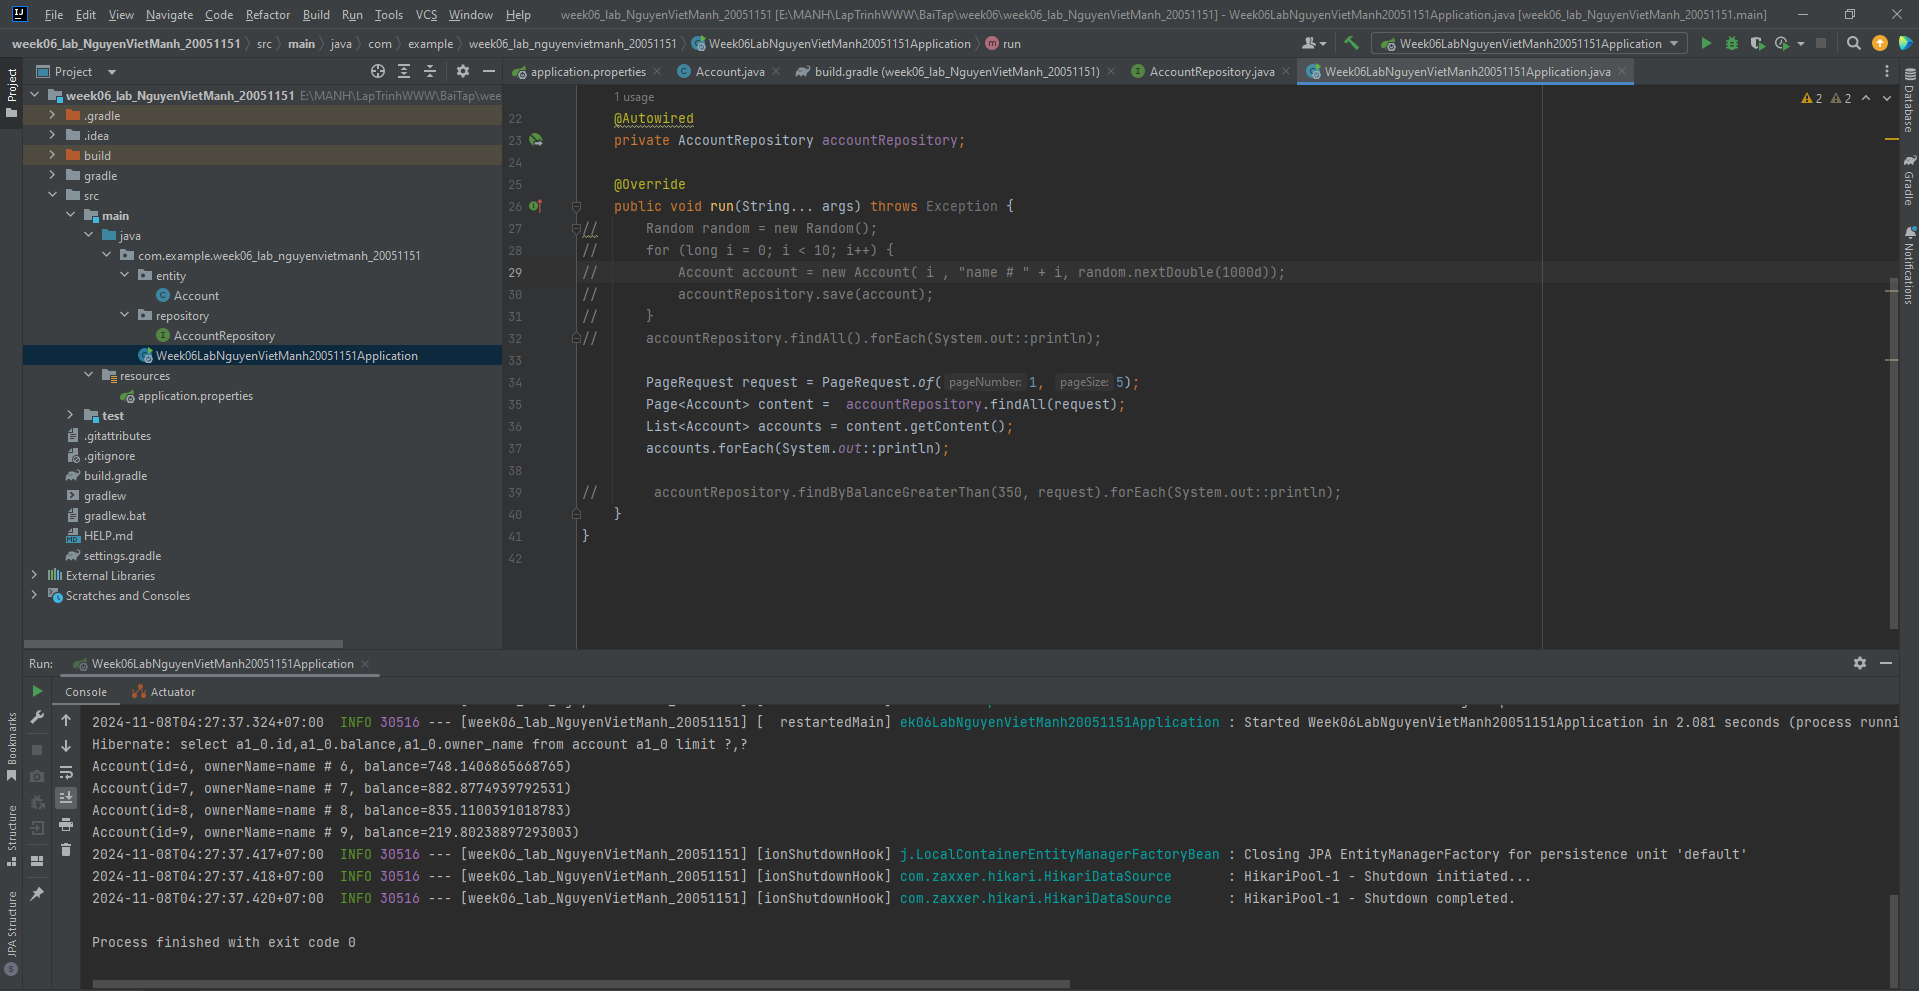 File Edit View Navigate Code Refactor Build Run Tools VCS Window Help week06_lab_NguyenVietManh_20051151 [E:\MANH\LapTrinhWWW\BaiTap\week06\week06_lab_NguyenVietManh_20051151] - Week06LabNguyenVietManh20051151Application.java [week06_lab_NguyenVietManh_20051151.main]
week06_lab_NguyenVietManh_20051151 src main java com example week06_lab_nguyenvietmanh_20051151 Week06LabNguyenVietManh20051151Application run
Week06LabNguyenVietManh20051151Application
Project
application.properties Account.java build.gradle (week06_lab_NguyenVietManh_20051151) AccountRepository.java Week06LabNguyenVietManh20051151Application.java
Project
week06_lab_NguyenVietManh_20051151 E:\MANH\LapTrinhWWW\BaiTap\wee
.gradle
.idea
build
gradle
src
main
java
com.example.week06_lab_nguyenvietmanh_20051151
entity
Account
repository
AccountRepository
Week06LabNguyenVietManh20051151Application
resources
application.properties
test
.gitattributes
.gitignore
build.gradle
gradlew
gradlew.bat
HELP.md
settings.gradle
External Libraries
Scratches and Consoles
1 usage
2 2
22 @Autowired
23 private AccountRepository accountRepository;
24
25 @Override
26 public void run(String... args) throws Exception {
27 // Random random = new Random();
28 // for (long i = 0; i < 10; i++) {
29 // Account account = new Account( i , "name # " + i, random.nextDouble(1000d));
30 // accountRepository.save(account);
31 // }
32 // accountRepository.findAll().forEach(System.out::println);
33
34 PageRequest request = PageRequest.of( pageNumber: 1, pageSize: 5);
35 Page<Account> content =  accountRepository.findAll(request);
36 List<Account> accounts = content.getContent();
37 accounts.forEach(System.out::println);
38
39 // accountRepository.findByBalanceGreaterThan(350, request).forEach(System.out::println);
40 }
41 }
42
Database
Gradle
Notifications
Run: Week06LabNguyenVietManh20051151Application
Console Actuator
2024-11-08T04:27:37.324+07:00  INFO 30516 --- [week06_lab_NguyenVietManh_20051151] [  restartedMain] ek06LabNguyenVietManh20051151Application : Started Week06LabNguyenVietManh20051151Application in 2.081 seconds (process runni
Hibernate: select a1_0.id,a1_0.balance,a1_0.owner_name from account a1_0 limit ?,?
Account(id=6, ownerName=name # 6, balance=748.1406865668765)
Account(id=7, ownerName=name # 7, balance=882.8774939792531)
Account(id=8, ownerName=name # 8, balance=835.1100391018783)
Account(id=9, ownerName=name # 9, balance=219.80238897293003)
2024-11-08T04:27:37.417+07:00  INFO 30516 --- [week06_lab_NguyenVietManh_20051151] [ionShutdownHook] j.LocalContainerEntityManagerFactoryBean : Closing JPA EntityManagerFactory for persistence unit 'default'
2024-11-08T04:27:37.418+07:00  INFO 30516 --- [week06_lab_NguyenVietManh_20051151] [ionShutdownHook] com.zaxxer.hikari.HikariDataSource : HikariPool-1 - Shutdown initiated...
2024-11-08T04:27:37.420+07:00  INFO 30516 --- [week06_lab_NguyenVietManh_20051151] [ionShutdownHook] com.zaxxer.hikari.HikariDataSource : HikariPool-1 - Shutdown completed.
Process finished with exit code 0
Bookmarks
Structure
JPA Structure